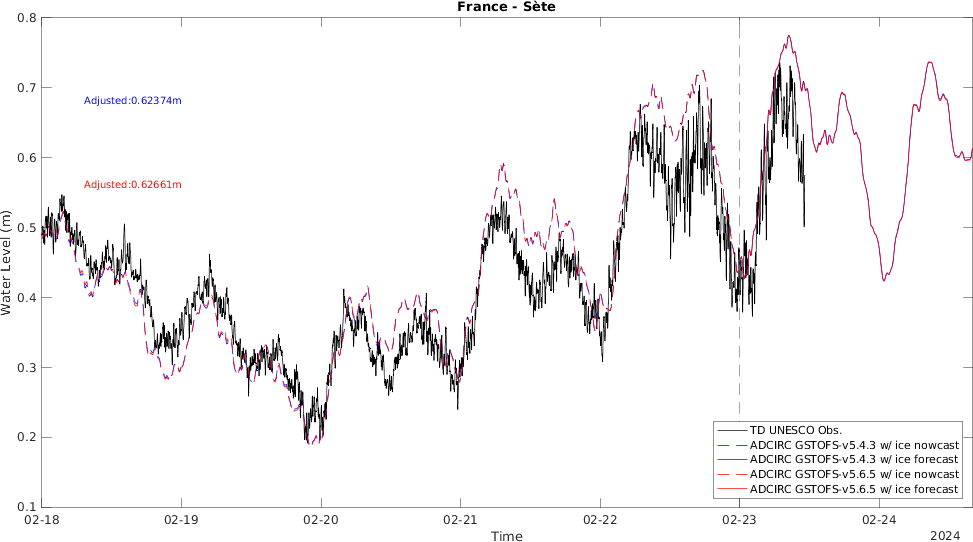 France - Sète
0.8
0.7
0.6
0.5
0.4
0.3
0.2
0.1
Water Level (m)
Adjusted:0.62374m
Adjusted:0.62661m
TD UNESCO Obs.
ADCIRC GSTOFS-v5.4.3 w/ ice nowcast
ADCIRC GSTOFS-v5.4.3 w/ ice forecast
ADCIRC GSTOFS-v5.6.5 w/ ice nowcast
ADCIRC GSTOFS-v5.6.5 w/ ice forecast
02-18 02-19 02-20 02-21 02-22 02-23 02-24
Time
2024